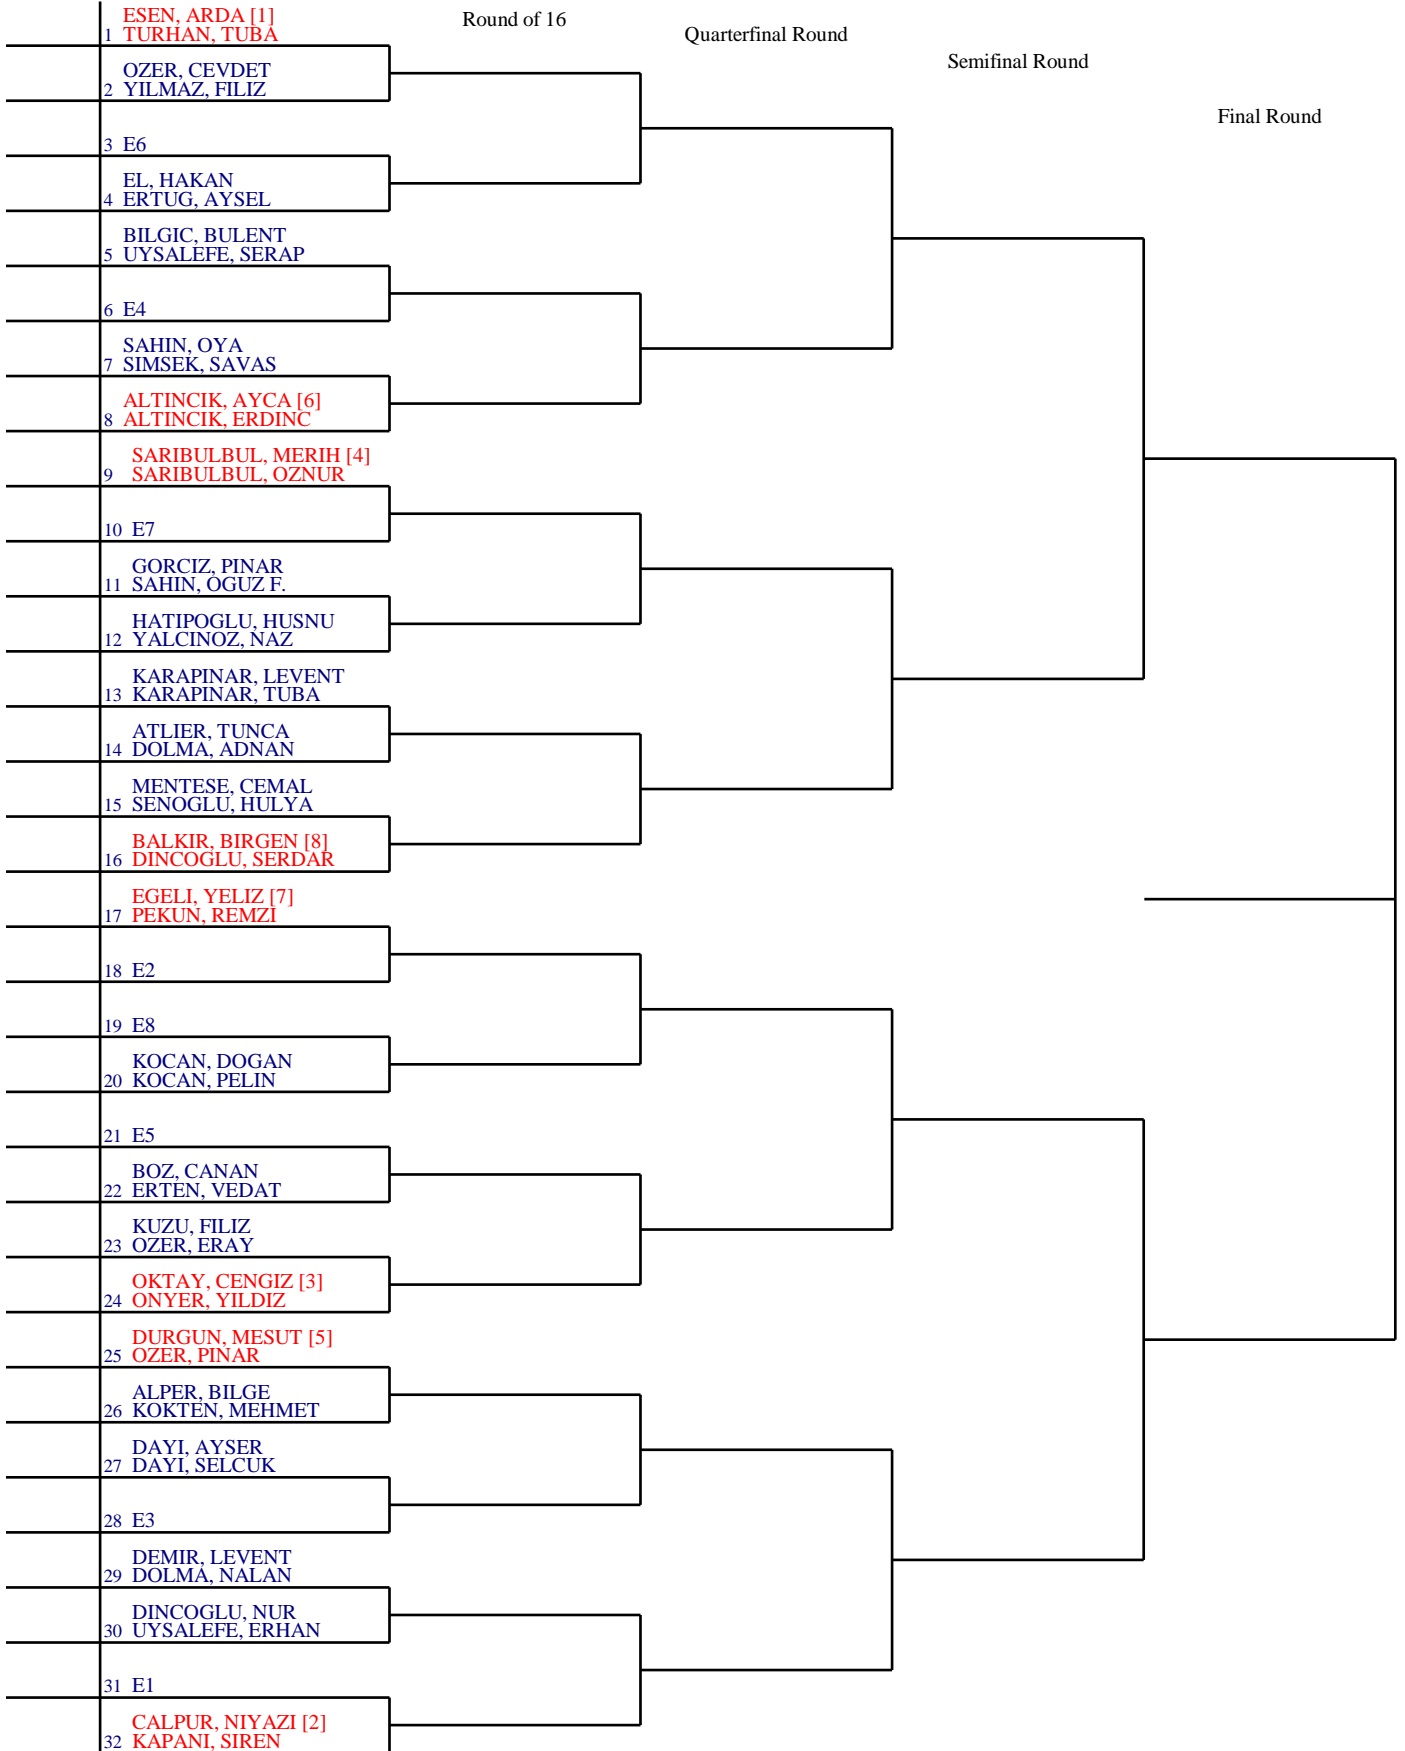 Round of 16
Quarterfinal Round
Semifinal Round
Final Round
ESEN, ARDA [1]
1 TURHAN, TUBA
OZER, CEVDET
2 YILMAZ, FILIZ
3 E6
EL, HAKAN
4 ERTUG, AYSEL
BILGIC, BULENT
5 UYSALEFE, SERAP
6 E4
SAHIN, OYA
7 SIMSEK, SAVAS
ALTINCIK, AYCA [6]
8 ALTINCIK, ERDINC
SARIBULBUL, MERIH [4]
9 SARIBULBUL, OZNUR
10 E7
GORCIZ, PINAR
11 SAHIN, OGUZ F.
HATIPOGLU, HUSNU
12 YALCINOZ, NAZ
KARAPINAR, LEVENT
13 KARAPINAR, TUBA
ATLIER, TUNCA
14 DOLMA, ADNAN
MENTESE, CEMAL
15 SENOGLU, HULYA
BALKIR, BIRGEN [8]
16 DINCOGLU, SERDAR
EGELI, YELIZ [7]
17 PEKUN, REMZI
18 E2
19 E8
KOCAN, DOGAN
20 KOCAN, PELIN
21 E5
BOZ, CANAN
22 ERTEN, VEDAT
KUZU, FILIZ
23 OZER, ERAY
OKTAY, CENGIZ [3]
24 ONYER, YILDIZ
DURGUN, MESUT [5]
25 OZER, PINAR
ALPER, BILGE
26 KOKTEN, MEHMET
DAYI, AYSER
27 DAYI, SELCUK
28 E3
DEMIR, LEVENT
29 DOLMA, NALAN
DINCOGLU, NUR
30 UYSALEFE, ERHAN
31 E1
CALPUR, NIYAZI [2]
32 KAPANI, SIREN